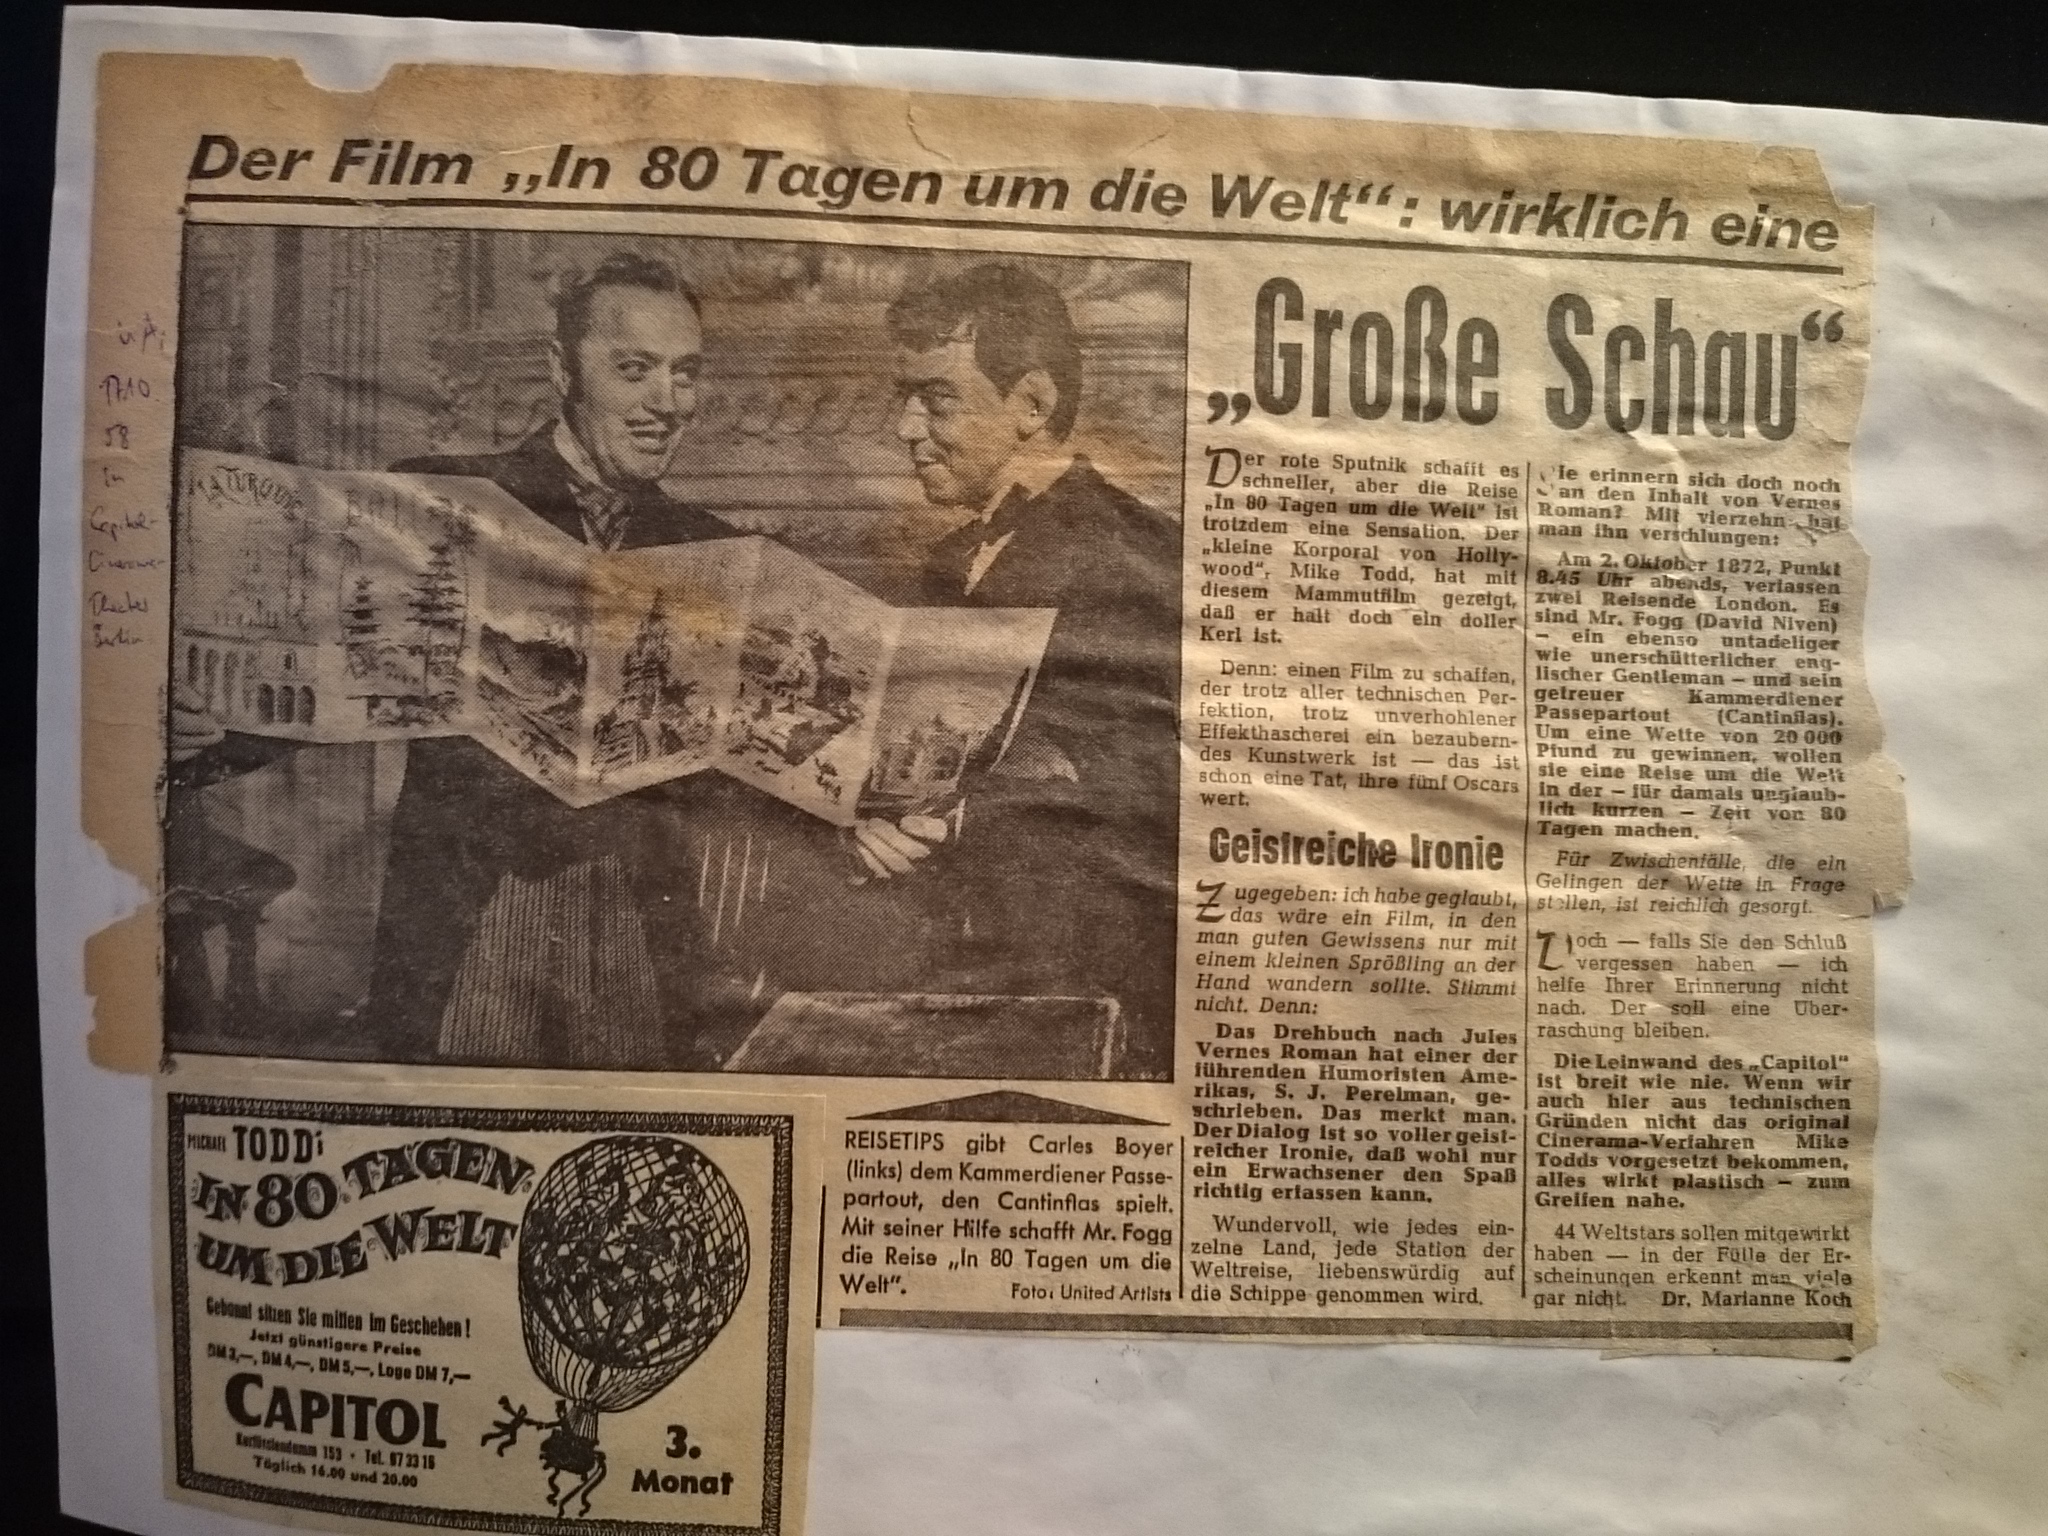 Der Film „In 80 Tagen um die Welt“: wirklich eine
„Große Schau“
17.10.
58
in
Capitol-
Theater
Berlin
Der rote Sputnik schafft es
schneller, aber die Reise
„In 80 Tagen um die Welt“ ist
trotzdem eine Sensation. Der
„kleine Korporal von Holly-
wood“, Mike Todd, hat mit
diesem Mammutfilm gezeigt,
daß er halt doch ein doller
Kerl ist.
Denn: einen Film zu schaffen,
der trotz aller technischen Per-
fektion, trotz unverhohlener
Effekthascherei ein bezaubern-
des Kunstwerk ist — das ist
schon eine Tat, ihre fünf Oscars
wert.
Geistreiche Ironie
Zugegeben: ich habe geglaubt,
das wäre ein Film, in den
man guten Gewissens nur mit
einem kleinen Sprößling an der
Hand wandern sollte. Stimmt
nicht. Denn:
Das Drehbuch nach Jules
Vernes Roman hat einer der
führenden Humoristen Ame-
rikas, S. J. Perelman, ge-
schrieben. Das merkt man.
Der Dialog ist so voller geist-
reicher Ironie, daß wohl nur
ein Erwachsener den Spaß
richtig erfassen kann.
Wundervoll, wie jedes ein-
zelne Land, jede Station der
Weltreise, liebenswürdig auf
die Schippe genommen wird.
Sie erinnern sich doch noch
an den Inhalt von Vernes
Roman? Mit vierzehn hat
man ihn verschlungen:
Am 2. Oktober 1872, Punkt
8.45 Uhr abends, verlassen
zwei Reisende London. Es
sind Mr. Fogg (David Niven)
— ein ebenso untadeliger
wie unerschütterlicher eng-
lischer Gentleman — und sein
getreuer Kammerdiener
Passepartout (Cantinflas).
Um eine Wette von 20 000
Pfund zu gewinnen, wollen
sie eine Reise um die Welt
in der — für damals unglaub-
lich kurzen — Zeit von 80
Tagen machen.
Für Zwischenfälle, die ein
Gelingen der Wette in Frage
stellen, ist reichlich gesorgt.
Doch — falls Sie den Schluß
vergessen haben — ich
helfe Ihrer Erinnerung nicht
nach. Der soll eine Über-
raschung bleiben.
Die Leinwand des „Capitol“
ist breit wie nie. Wenn wir
auch hier aus technischen
Gründen nicht das original
Cinerama-Verfahren Mike
Todds vorgesetzt bekommen,
alles wirkt plastisch — zum
Greifen nahe.
44 Weltstars sollen mitgewirkt
haben — in der Fülle der Er-
scheinungen erkennt man viele
gar nicht. Dr. Marianne Koch
REISETIPS gibt Carles Boyer
(links) dem Kammerdiener Passe-
partout, den Cantinflas spielt.
Mit seiner Hilfe schafft Mr. Fogg
die Reise „In 80 Tagen um die
Welt“.
Foto: United Artists
MICHAEL TODDs
IN 80 TAGEN
UM DIE WELT
Gebannt sitzen Sie mitten im Geschehen!
Jetzt günstigere Preise
DM 3,—, DM 4,—, DM 5,—, Loge DM 7,—
CAPITOL
Kurfürstendamm 153 · Tel. 97 33 16
Täglich 16.00 und 20.00
3.
Monat